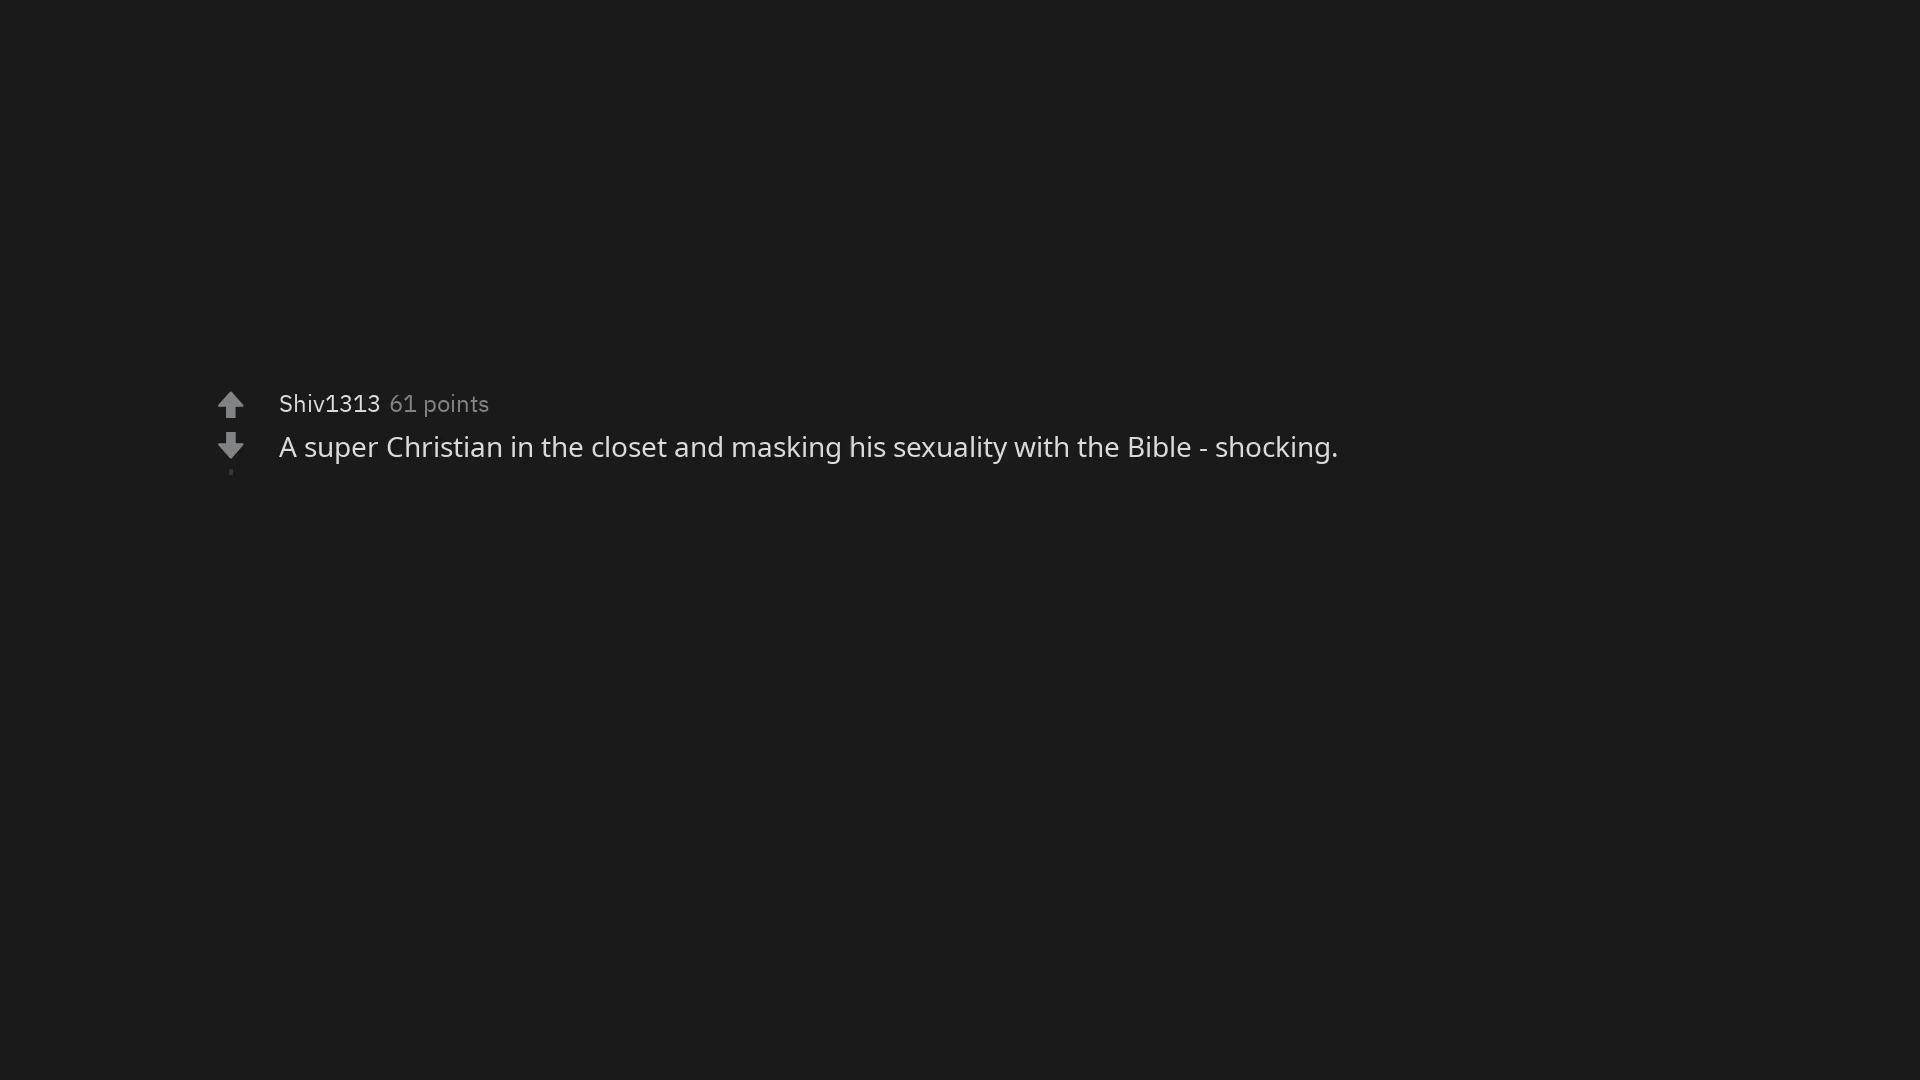 Shiv1313 61 points
A super Christian in the closet and masking his sexuality with the Bible - shocking.